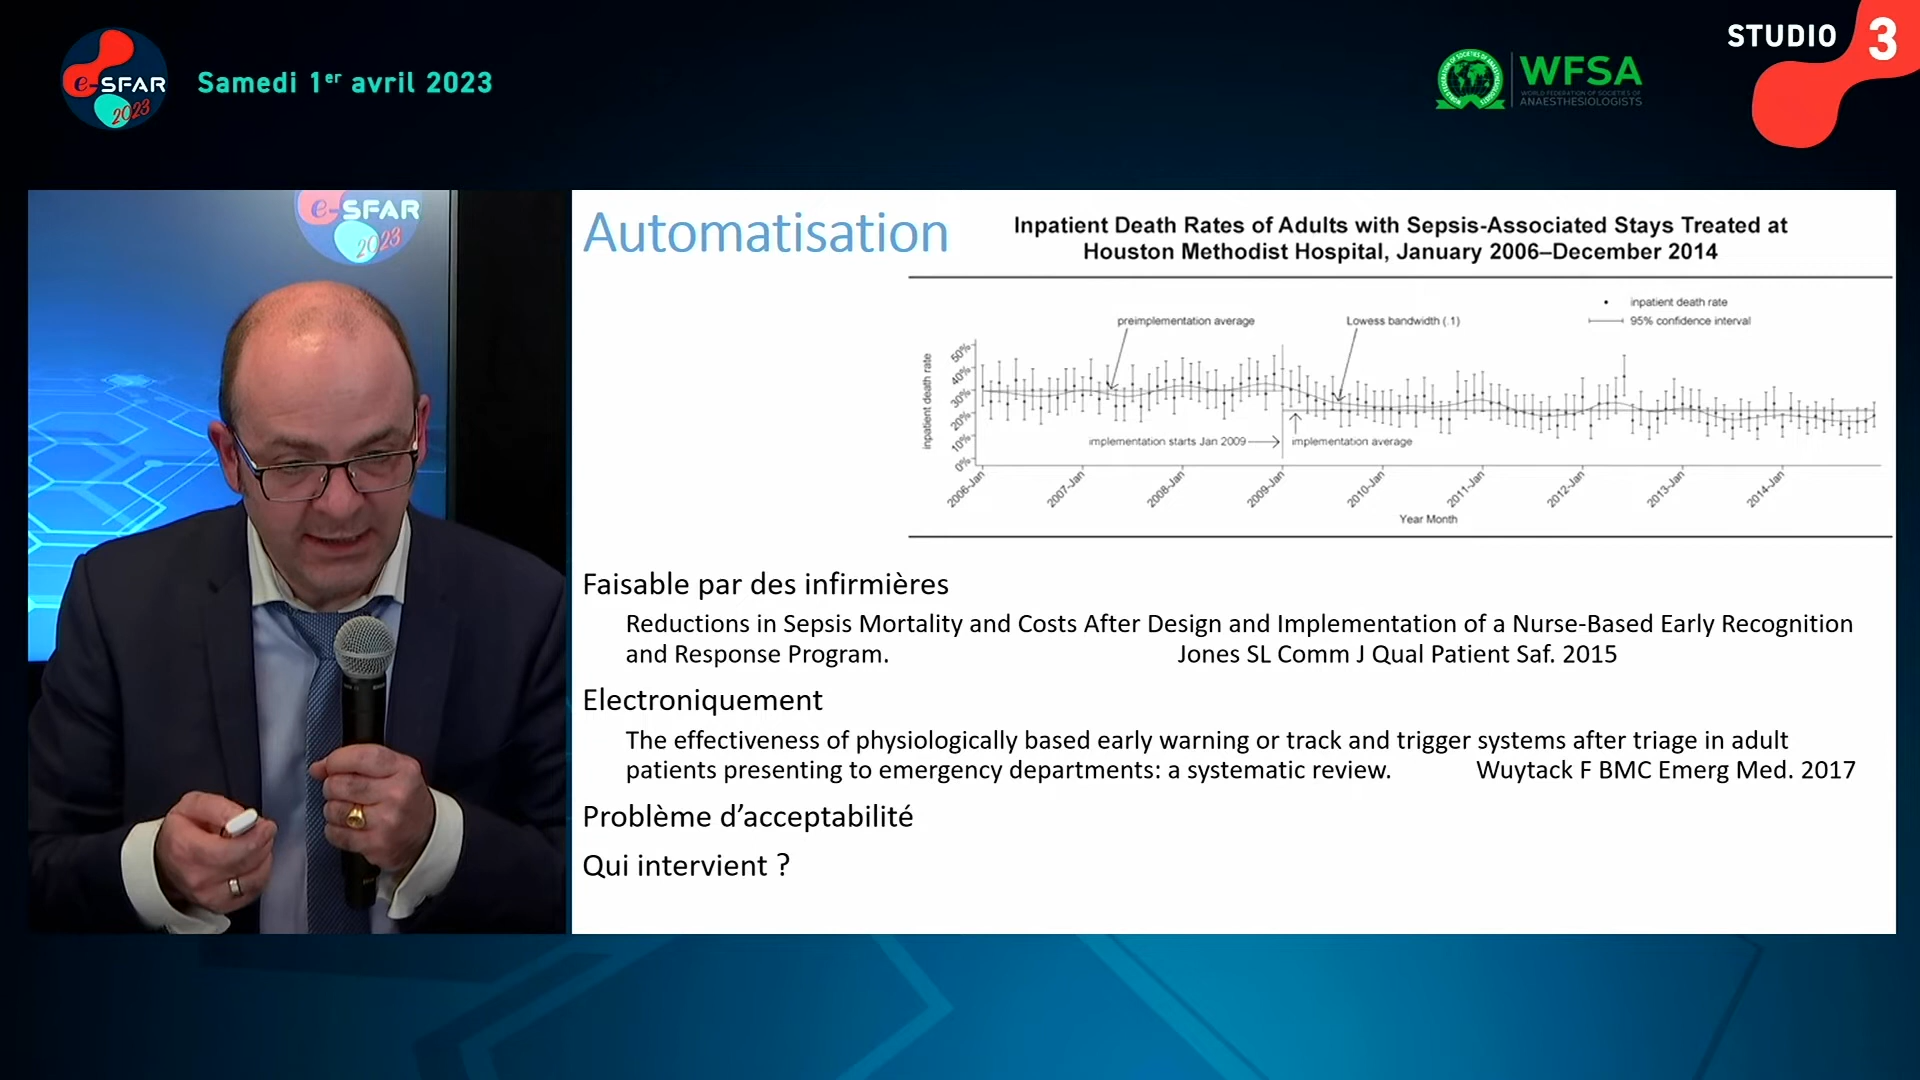 e-SFAR
2023
Samedi 1er avril 2023
WFSA
WORLD FEDERATION OF SOCIETIES OF
ANAESTHESIOLOGISTS
STUDIO 3
e-SFAR
2023
Automatisation
Inpatient Death Rates of Adults with Sepsis-Associated Stays Treated at
Houston Methodist Hospital, January 2006–December 2014
inpatient death rate
95% confidence interval
preimplementation average
Lowess bandwidth (.1)
inpatient death rate
50%
40%
30%
20%
10%
0%
implementation starts Jan 2009
implementation average
2006-Jan
2007-Jan
2008-Jan
2009-Jan
2010-Jan
2011-Jan
2012-Jan
2013-Jan
2014-Jan
Year Month
Faisable par des infirmières
Reductions in Sepsis Mortality and Costs After Design and Implementation of a Nurse-Based Early Recognition
and Response Program. Jones SL Comm J Qual Patient Saf. 2015
Electroniquement
The effectiveness of physiologically based early warning or track and trigger systems after triage in adult
patients presenting to emergency departments: a systematic review. Wuytack F BMC Emerg Med. 2017
Problème d’acceptabilité
Qui intervient ?